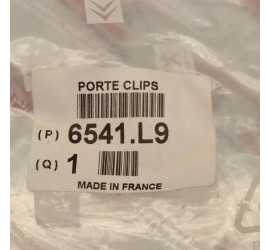 PORTE CLIPS
(P) 6541.L9
(Q) 1
MADE IN FRANCE